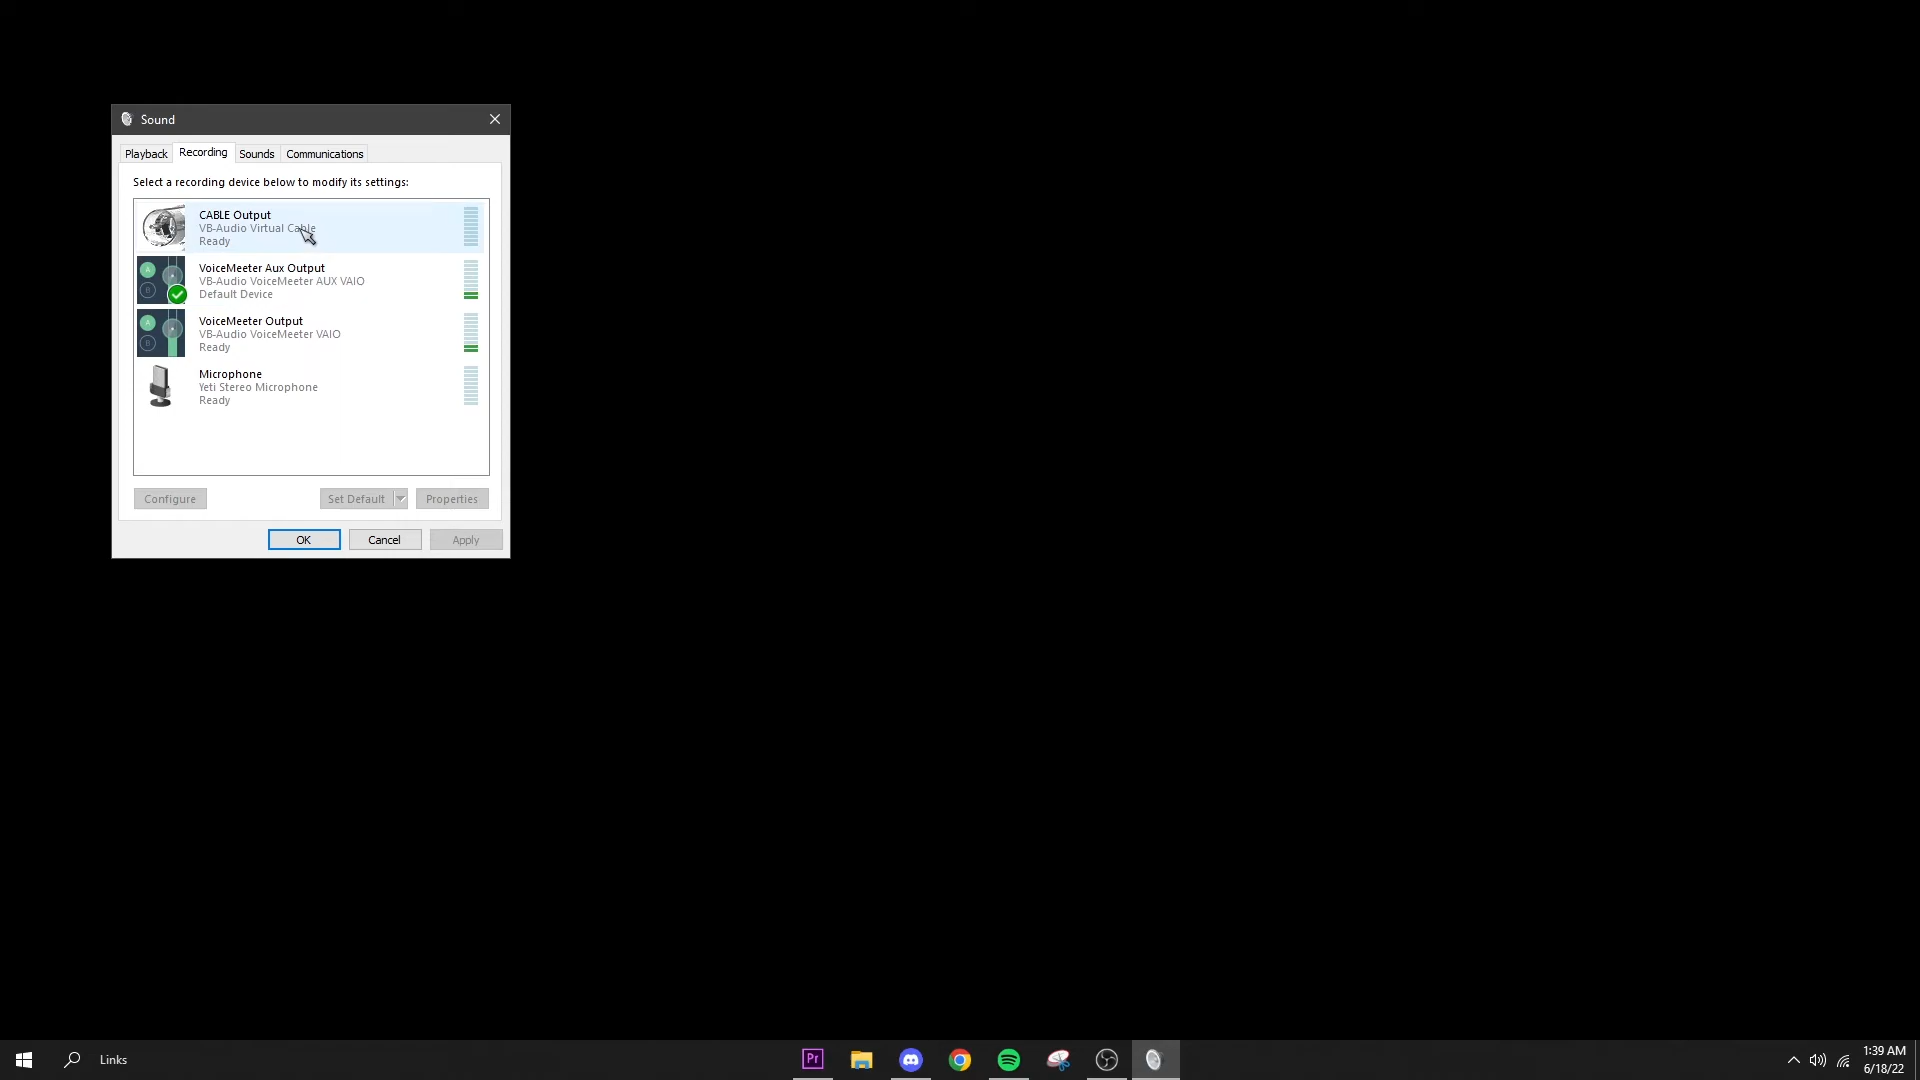 Sound
Playback Recording Sounds Communications
Select a recording device below to modify its settings:
CABLE Output
VB-Audio Virtual Cable
Ready
A
B
VoiceMeeter Aux Output
VB-Audio VoiceMeeter AUX VAIO
Default Device
A
B
VoiceMeeter Output
VB-Audio VoiceMeeter VAIO
Ready
Microphone
Yeti Stereo Microphone
Ready
Configure Set Default Properties
OK Cancel Apply
Links
Pr
1:39 AM
6/18/22